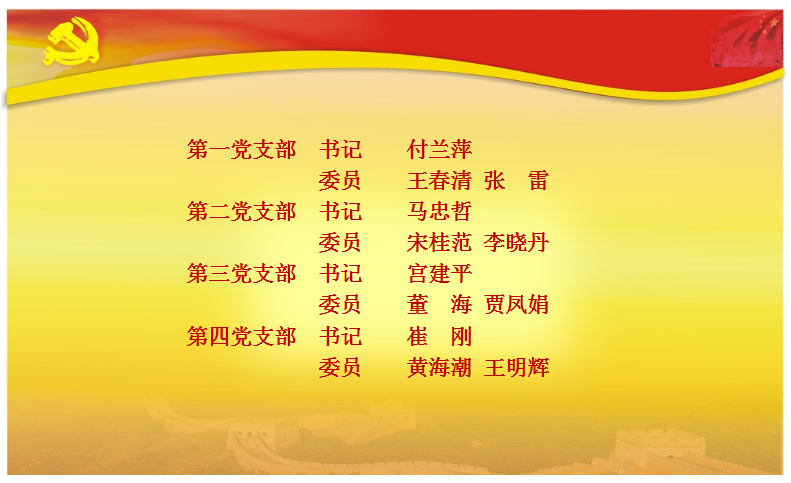 第一党支部 书记 付兰萍
委员 王春清 张 雷
第二党支部 书记 马忠哲
委员 宋桂范 李晓丹
第三党支部 书记 宫建平
委员 董 海 贾凤娟
第四党支部 书记 崔 刚
委员 黄海潮 王明辉